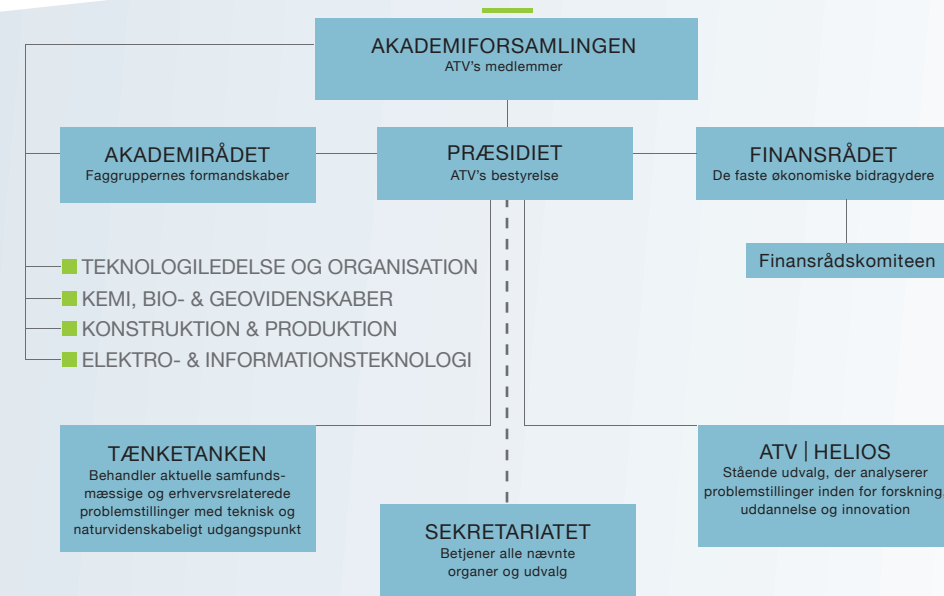 AKADEMIFORSAMLINGEN
ATV's medlemmer
AKADEMIRÅDET
Faggruppernes formandskaber
PRÆSIDIET
ATV's bestyrelse
FINANSRÅDET
De faste økonomiske bidragydere
Finansrådskomiteen
TEKNOLOGILEDELSE OG ORGANISATION
KEMI, BIO- & GEOVIDENSKABER
KONSTRUKTION & PRODUKTION
ELEKTRO- & INFORMATIONSTEKNOLOGI
TÆNKETANKEN
Behandler aktuelle samfunds-
mæssige og erhvervsrelaterede
problemstillinger med teknisk og
naturvidenskabeligt udgangspunkt
SEKRETARIATET
Betjener alle nævnte
organer og udvalg
ATV | HELIOS
Stående udvalg, der analyserer
problemstillinger inden for forskning,
uddannelse og innovation